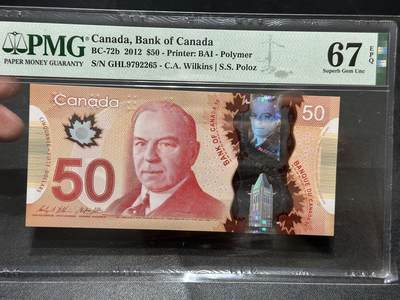 PMG
PAPER MONEY GUARANTY
Canada, Bank of Canada
BC-72b 2012 $50 - Printer: BAI - Polymer
S/N GHL9792265 - C.A. Wilkins | S.S. Poloz
67
EPQ
Superb Gem Unc
Canada
50
50
BANK OF CANADA
BANQUE DU CANADA